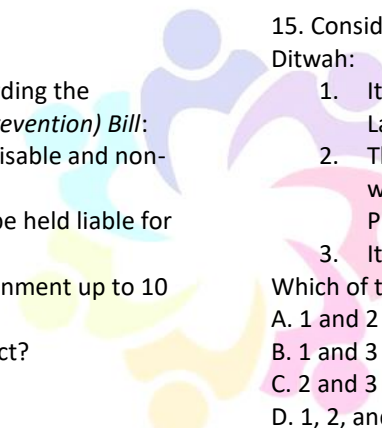 ding the
evention) Bill:
isable and non-
be held liable for
nment up to 10
ct?
15. Consid
Ditwah:
1. It
La
2. Th
w
P
3. It
Which of t
A. 1 and 2
B. 1 and 3
C. 2 and 3
D. 1, 2, and